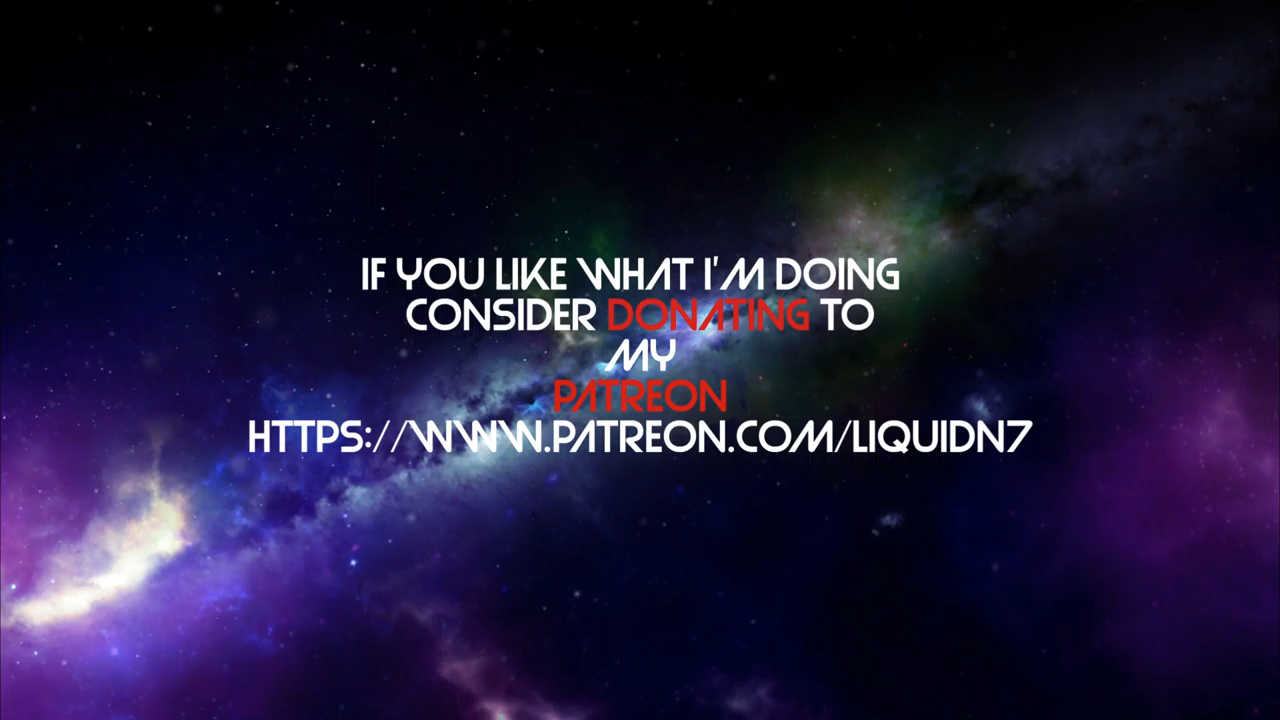 IF YOU LIKE WHAT I'M DOING
CONSIDER DONATING TO
MY
PATREON
HTTPS://WWW.PATREON.COM/LIQUIDN7